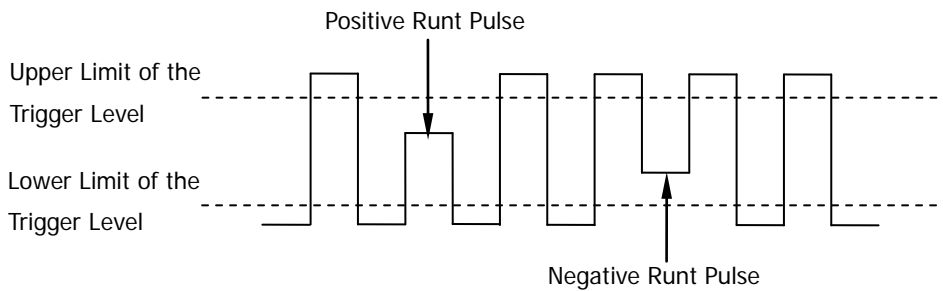 Positive Runt Pulse
Upper Limit of the
Trigger Level
Lower Limit of the
Trigger Level
Negative Runt Pulse